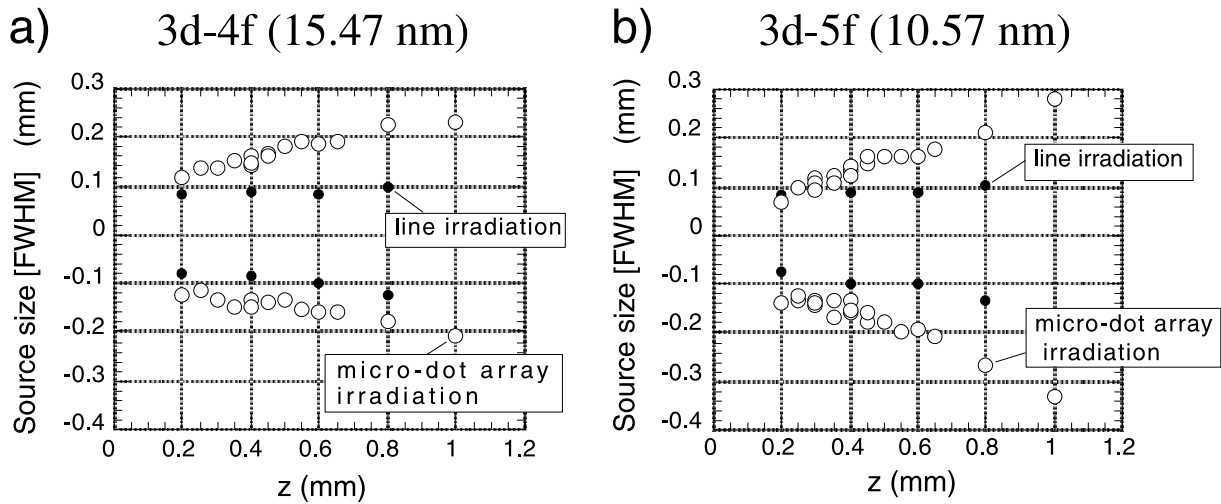 a) 3d-4f (15.47 nm)
Source size [FWHM] (mm)
0.3
0.2
0.1
0
-0.1
-0.2
-0.3
-0.4
line irradiation
micro-dot array
irradiation
0 0.2 0.4 0.6 0.8 1 1.2
z (mm)
b) 3d-5f (10.57 nm)
Source size [FWHM] (mm)
0.3
0.2
0.1
0
-0.1
-0.2
-0.3
-0.4
line irradiation
micro-dot array
irradiation
0 0.2 0.4 0.6 0.8 1 1.2
z (mm)